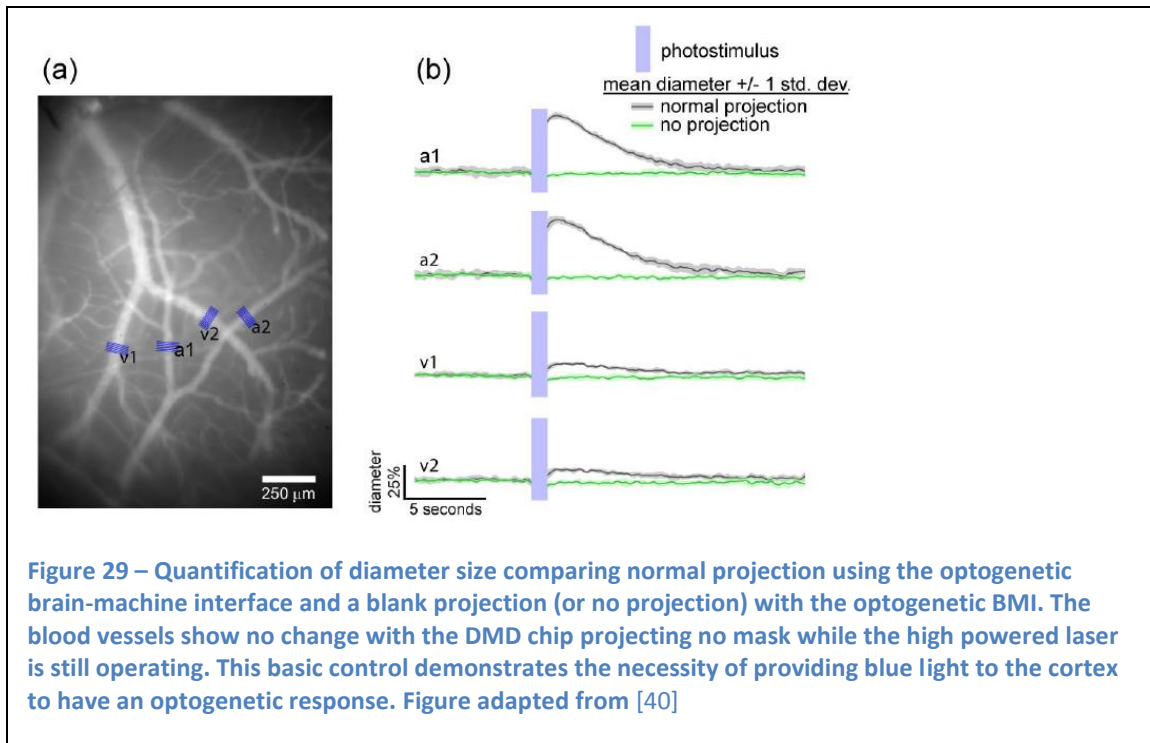 (a)
v1
a1
v2
a2
250 μm
(b)
photostimulus
mean diameter +/- 1 std. dev.
normal projection
no projection
a1
a2
v1
v2
diameter
25%
5 seconds
Figure 29 – Quantification of diameter size comparing normal projection using the optogenetic
brain-machine interface and a blank projection (or no projection) with the optogenetic BMI. The
blood vessels show no change with the DMD chip projecting no mask while the high powered laser
is still operating. This basic control demonstrates the necessity of providing blue light to the cortex
to have an optogenetic response. Figure adapted from [40]